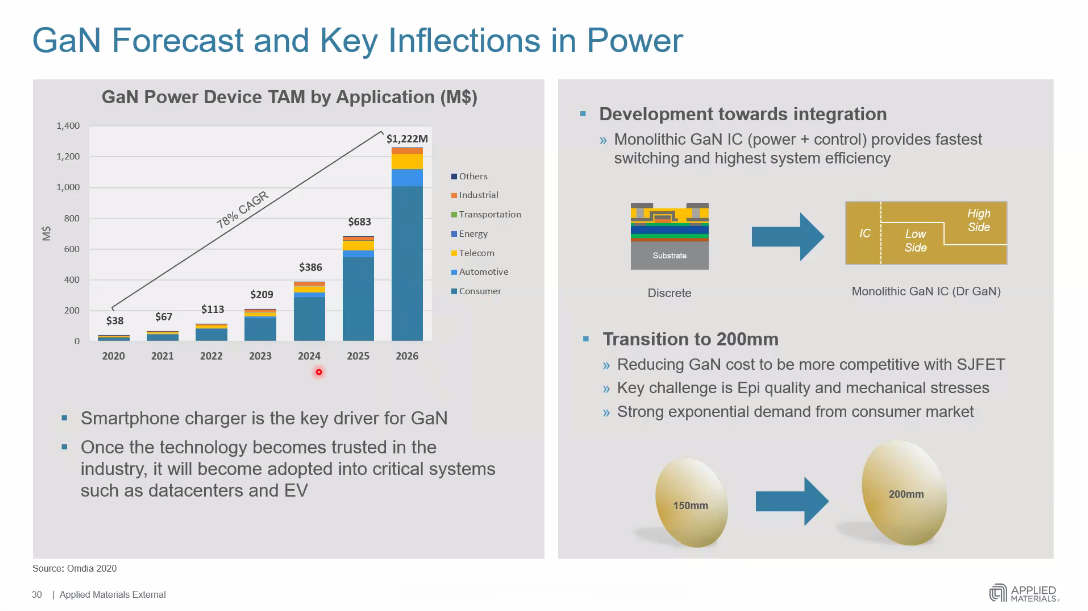 GaN Forecast and Key Inflections in Power
GaN Power Device TAM by Application (M$)
1,400
1,200
1,000
800
600
400
200
0
M$
78% CAGR
$38
$67
$113
$209
$386
$683
$1,222M
2020
2021
2022
2023
2024
2025
2026
Others
Industrial
Transportation
Energy
Telecom
Automotive
Consumer
▪ Smartphone charger is the key driver for GaN
▪ Once the technology becomes trusted in the
industry, it will become adopted into critical systems
such as datacenters and EV
▪ Development towards integration
» Monolithic GaN IC (power + control) provides fastest
switching and highest system efficiency
Substrate
Discrete
IC
Low
Side
High
Side
Monolithic GaN IC (Dr GaN)
▪ Transition to 200mm
» Reducing GaN cost to be more competitive with SJFET
» Key challenge is Epi quality and mechanical stresses
» Strong exponential demand from consumer market
150mm
200mm
Source: Omdia 2020
30 | Applied Materials External
APPLIED
MATERIALS